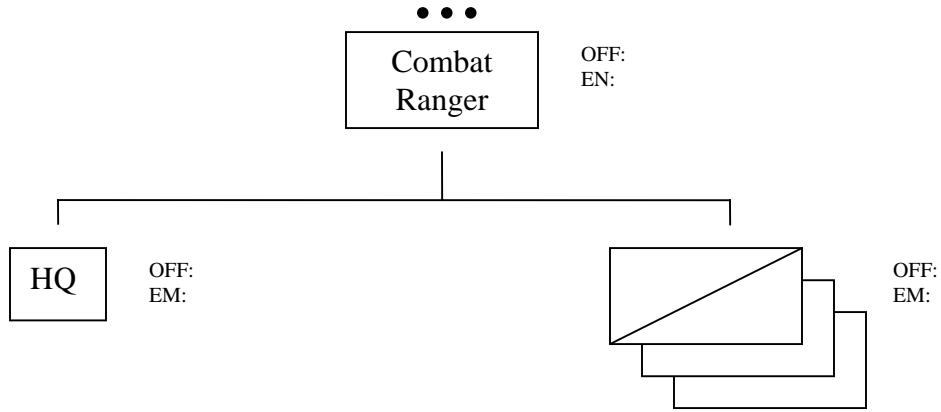 Combat
Ranger
OFF:
EN:
HQ
OFF:
EM:
OFF:
EM: